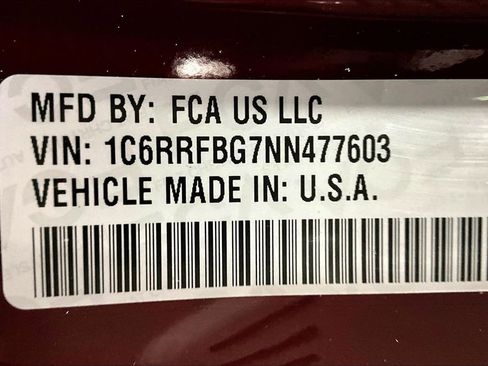 MFD BY: FCA US LLC
VIN: 1C6RRFBG7NN477603
VEHICLE MADE IN: U.S.A.